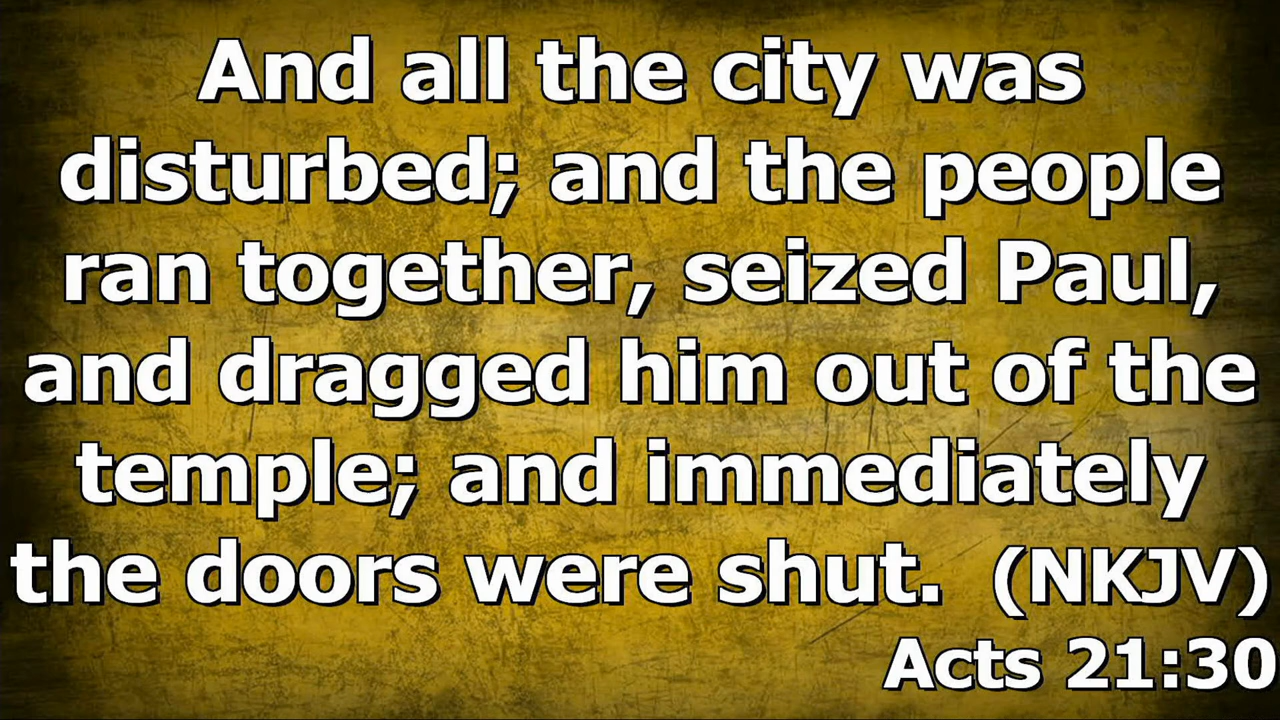 And all the city was
disturbed; and the people
ran together, seized Paul,
and dragged him out of the
temple; and immediately
the doors were shut. (NKJV)
Acts 21:30